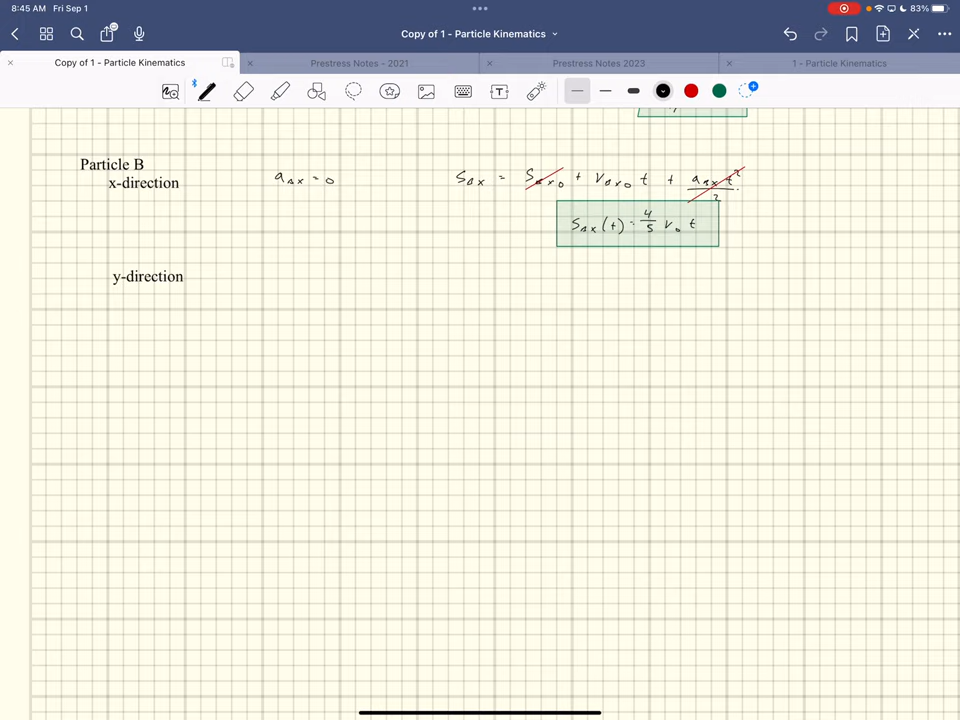 8:45 AM Fri Sep 1
83%
Copy of 1 - Particle Kinematics
Copy of 1 - Particle Kinematics
Prestress Notes - 2021
Prestress Notes 2023
1 - Particle Kinematics
Particle B
x-direction
a_Bx = 0
S_Bx = S_Bx0 + V_Bx0 t + a_Bx t² / 2
S_Bx (t) = 4/5 V_0 t
y-direction